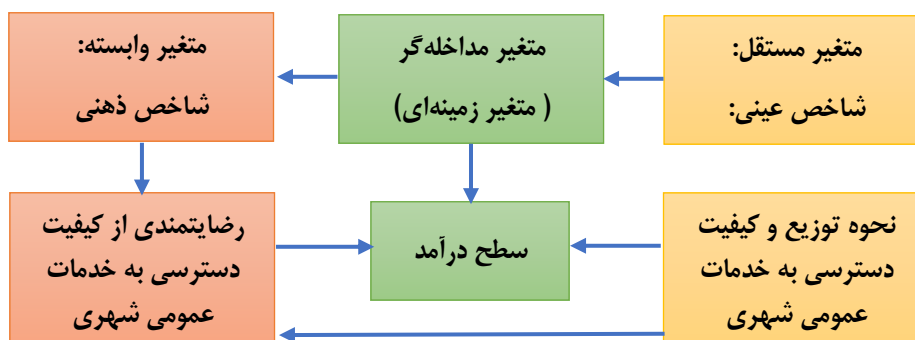 متغیر مستقل:
شاخص عینی:
متغیر مداخله‌گر
( متغیر زمینه‌ای)
متغیر وابسته:
شاخص ذهنی
نحوه توزیع و کیفیت
دسترسی به خدمات
عمومی شهری
سطح درآمد
رضایتمندی از کیفیت
دسترسی به خدمات
عمومی شهری